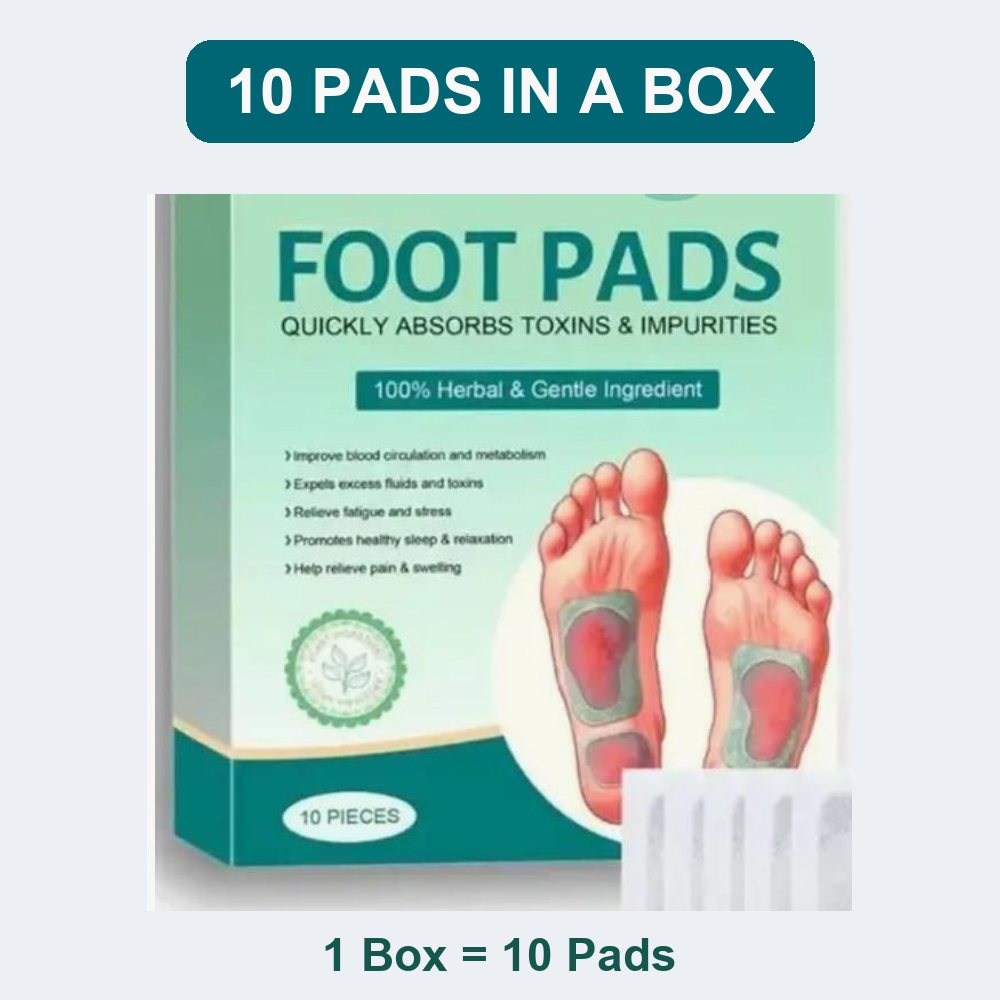 10 PADS IN A BOX
FOOT PADS
QUICKLY ABSORBS TOXINS & IMPURITIES
100% Herbal & Gentle Ingredient
Improve blood circulation and metabolism
Expels excess fluids and toxins
Relieve fatigue and stress
Promotes healthy sleep & relaxation
Help relieve pain & swelling
10 PIECES
1 Box = 10 Pads